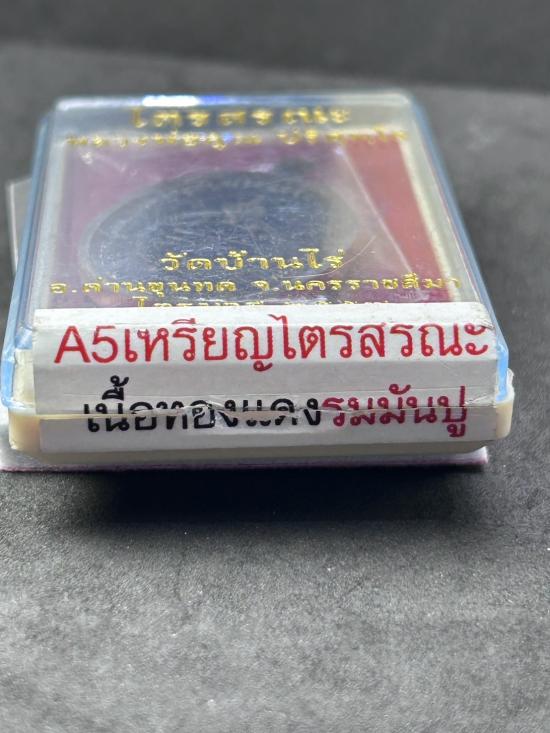 ไตรสรณะ
วัดบ้านไร่
อ.ด่านขุนทด จ.นครราชสีมา
A5เหรียญไตรสรณะ
เนื้อทองแดงรมมันปู